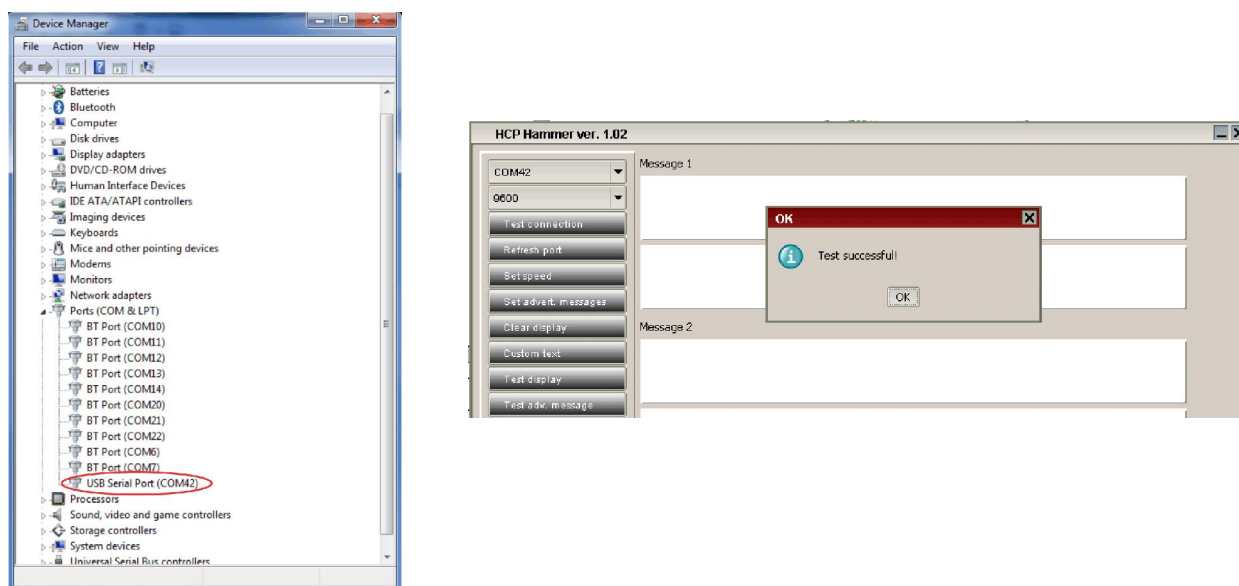 Device Manager
File Action View Help
Batteries
Bluetooth
Computer
Disk drives
Display adapters
DVD/CD-ROM drives
Human Interface Devices
IDE ATA/ATAPI controllers
Imaging devices
Keyboards
Mice and other pointing devices
Modems
Monitors
Network adapters
Ports (COM & LPT)
BT Port (COM10)
BT Port (COM11)
BT Port (COM12)
BT Port (COM13)
BT Port (COM14)
BT Port (COM20)
BT Port (COM21)
BT Port (COM22)
BT Port (COM6)
BT Port (COM7)
USB Serial Port (COM42)
Processors
Sound, video and game controllers
Storage controllers
System devices
Universal Serial Bus controllers
HCP Hammer ver. 1.02
COM42
9600
Test connection
Refresh port
Set speed
Set advert. messages
Clear display
Custom text
Test display
Test adv. message
Message 1
Message 2
OK
Test successful!
OK